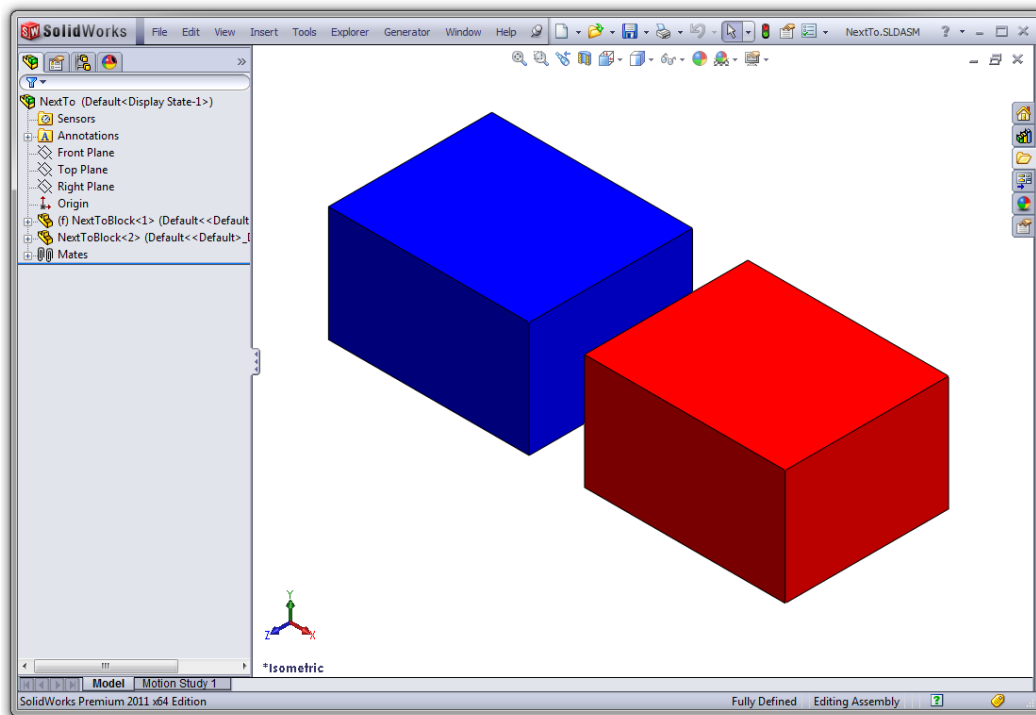 SolidWorks File Edit View Insert Tools Explorer Generator Window Help NextTo.SLDASM ?
»
NextTo (Default<Display State-1>)
Sensors
A Annotations
Front Plane
Top Plane
Right Plane
Origin
(f) NextToBlock<1> (Default<<Default
NextToBlock<2> (Default<<Default>_D
Mates
Y
Z X
*Isometric
Model Motion Study 1
SolidWorks Premium 2011 x64 Edition Fully Defined Editing Assembly ?